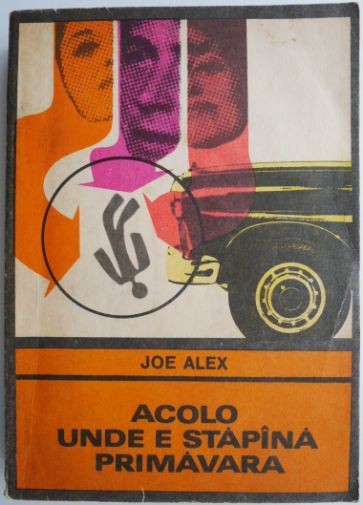 JOE ALEX
ACOLO
UNDE E STĂPÎNĂ
PRIMĂVARA